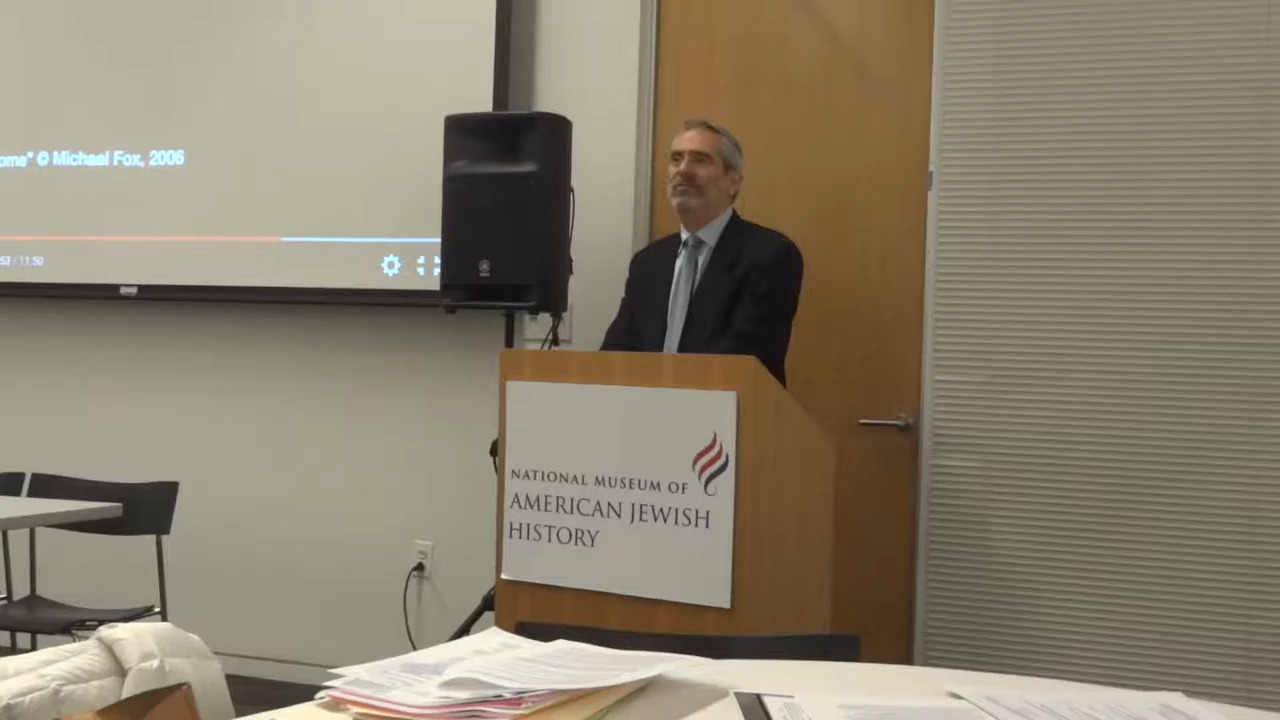 ome" © Michael Fox, 2006
53 / 11:50
NATIONAL MUSEUM OF
AMERICAN JEWISH
HISTORY